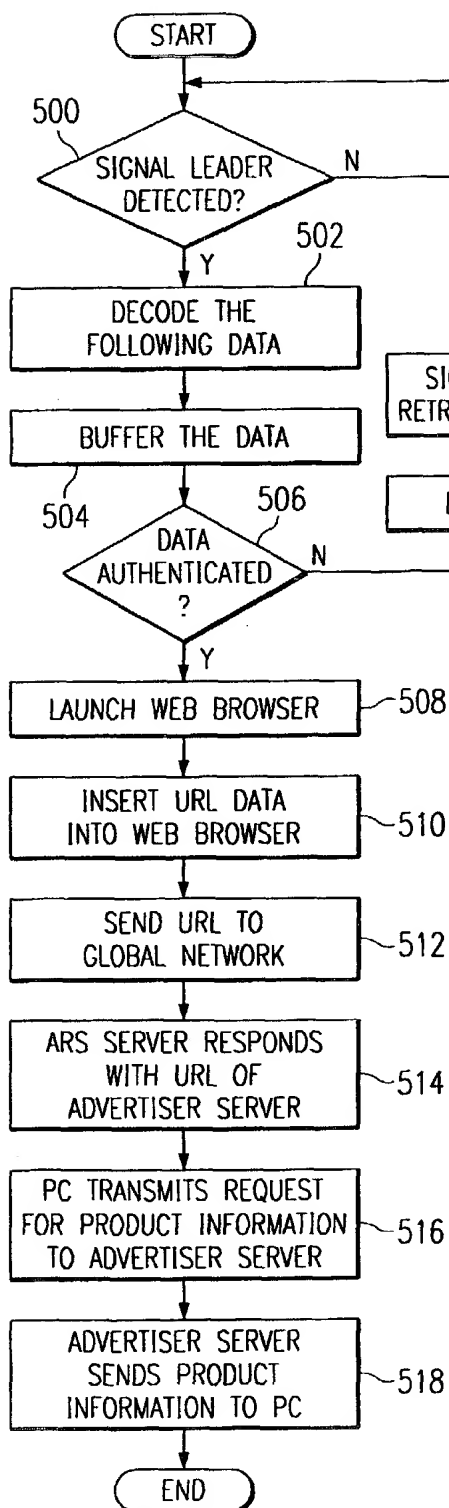 START
500
SIGNAL LEADER
DETECTED?
N
Y
502
DECODE THE
FOLLOWING DATA
BUFFER THE DATA
504
506
DATA
AUTHENTICATED
?
N
Y
LAUNCH WEB BROWSER
508
INSERT URL DATA
INTO WEB BROWSER
510
SEND URL TO
GLOBAL NETWORK
512
ARS SERVER RESPONDS
WITH URL OF
ADVERTISER SERVER
514
PC TRANSMITS REQUEST
FOR PRODUCT INFORMATION
TO ADVERTISER SERVER
516
ADVERTISER SERVER
SENDS PRODUCT
INFORMATION TO PC
518
END